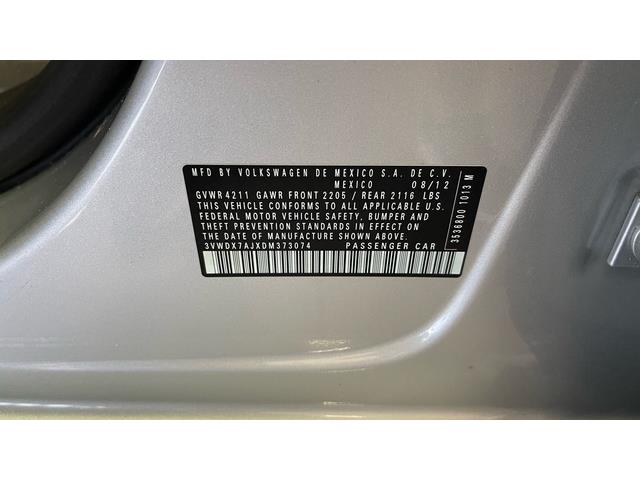 MFD BY VOLKSWAGEN DE MEXICO S.A. DE C.V.
MEXICO 08/12
GVWR 4211 GAWR FRONT 2205 / REAR 2116 LBS
THIS VEHICLE CONFORMS TO ALL APPLICABLE U.S.
FEDERAL MOTOR VEHICLE SAFETY, BUMPER AND
THEFT PREVENTION STANDARDS IN EFFECT ON
THE DATE OF MANUFACTURE SHOWN ABOVE
3VWDX7AJXDM373074 PASSENGER CAR
3536800 1013 M